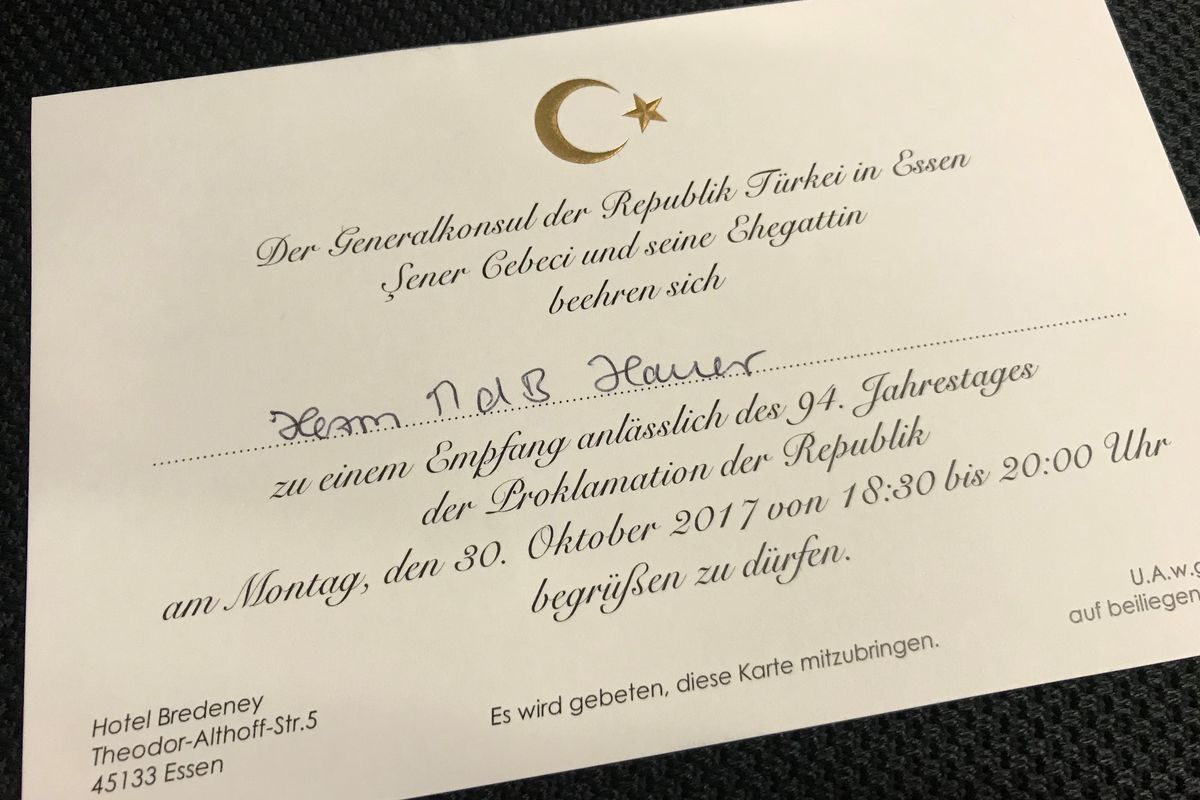 Der Generalkonsul der Republik Türkei in Essen
Şener Cebeci und seine Ehegattin
beehren sich
Herrn MdB Hauer
zu einem Empfang anlässlich des 94. Jahrestages
der Proklamation der Republik
am Montag, den 30. Oktober 2017 von 18:30 bis 20:00 Uhr
begrüßen zu dürfen.
U.A.w.g
auf beiliegen
Es wird gebeten, diese Karte mitzubringen.
Hotel Bredeney
Theodor-Althoff-Str.5
45133 Essen